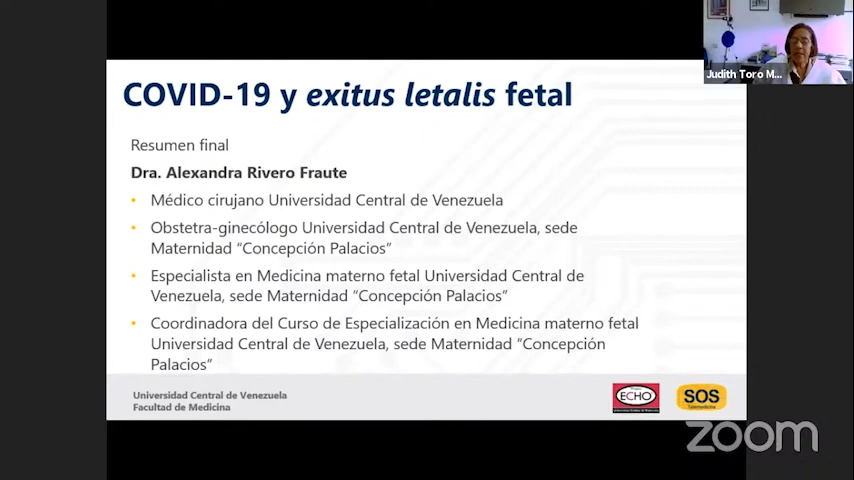 Judith Toro M...
COVID-19 y exitus letalis fetal
Resumen final
Dra. Alexandra Rivero Fraute
• Médico cirujano Universidad Central de Venezuela
• Obstetra-ginecólogo Universidad Central de Venezuela, sede
Maternidad “Concepción Palacios”
• Especialista en Medicina materno fetal Universidad Central de
Venezuela, sede Maternidad “Concepción Palacios”
• Coordinadora del Curso de Especialización en Medicina materno fetal
Universidad Central de Venezuela, sede Maternidad “Concepción
Palacios”
Universidad Central de Venezuela
Facultad de Medicina
ECHO
SOS
Telemedicina
zoom